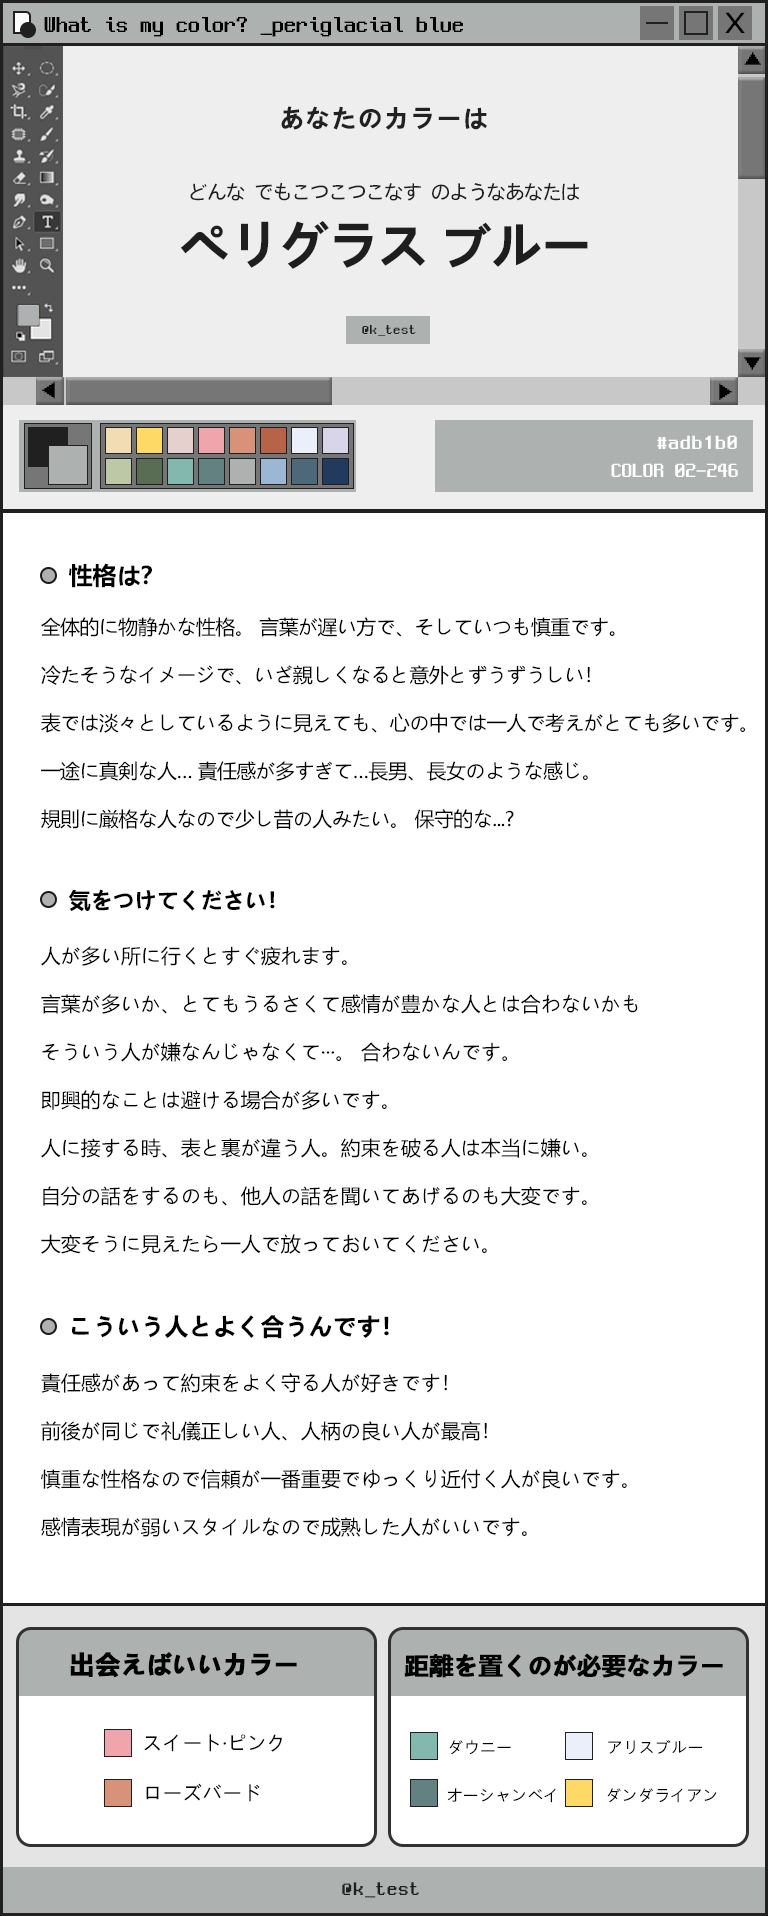 What is my color? _periglacial blue
あなたのカラーは
どんな でもこつこつこなす のようなあなたは
ペリグラス ブルー
@k_test
#adb1b0
COLOR 02-246
性格は?
全体的に物静かな性格。 言葉が遅い方で、そしていつも慎重です。
冷たそうなイメージで、いざ親しくなると意外とずうずうしい!
表では淡々としているように見えても、心の中では一人で考えがとても多いです。
一途に真剣な人... 責任感が多すぎて...長男、長女のような感じ。
規則に厳格な人なので少し昔の人みたい。 保守的な...?
気をつけてください!
人が多い所に行くとすぐ疲れます。
言葉が多いか、とてもうるさくて感情が豊かな人とは合わないかも
そういう人が嫌なんじゃなくて…。 合わないんです。
即興的なことは避ける場合が多いです。
人に接する時、表と裏が違う人。約束を破る人は本当に嫌い。
自分の話をするのも、他人の話を聞いてあげるのも大変です。
大変そうに見えたら一人で放っておいてください。
こういう人とよく合うんです!
責任感があって約束をよく守る人が好きです!
前後が同じで礼儀正しい人、人柄の良い人が最高!
慎重な性格なので信頼が一番重要でゆっくり近付く人が良いです。
感情表現が弱いスタイルなので成熟した人がいいです。
出会えばいいカラー
スイート·ピンク
ローズバード
距離を置くのが必要なカラー
ダウニー アリスブルー
オーシャンベイ ダンダライアン
@k_test